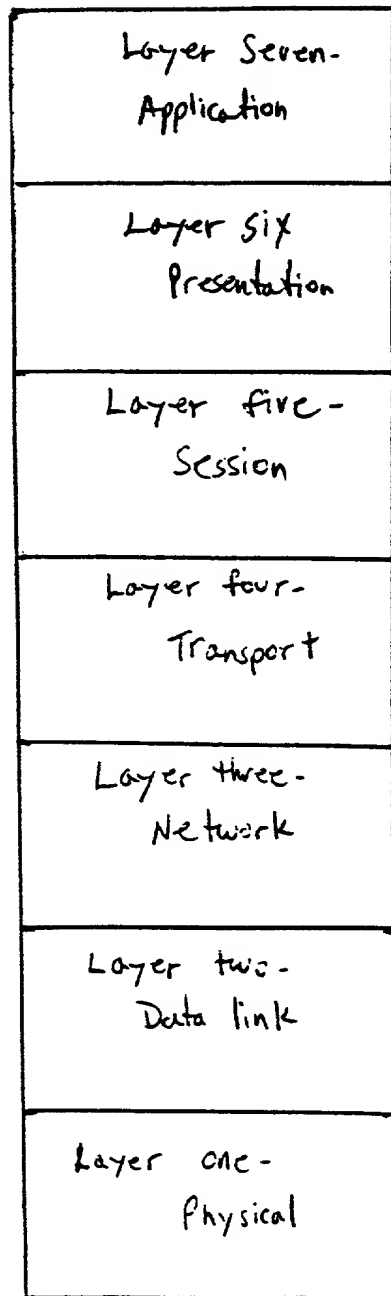 Layer Seven-
Application
Layer six
Presentation
Layer five-
Session
Layer four-
Transport
Layer three-
Network
Layer two-
Data link
Layer one-
Physical